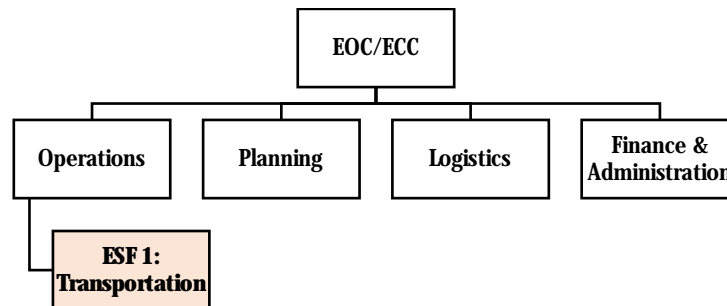 EOC/ECC
Operations
Planning
Logistics
Finance &
Administration
ESF 1:
Transportation